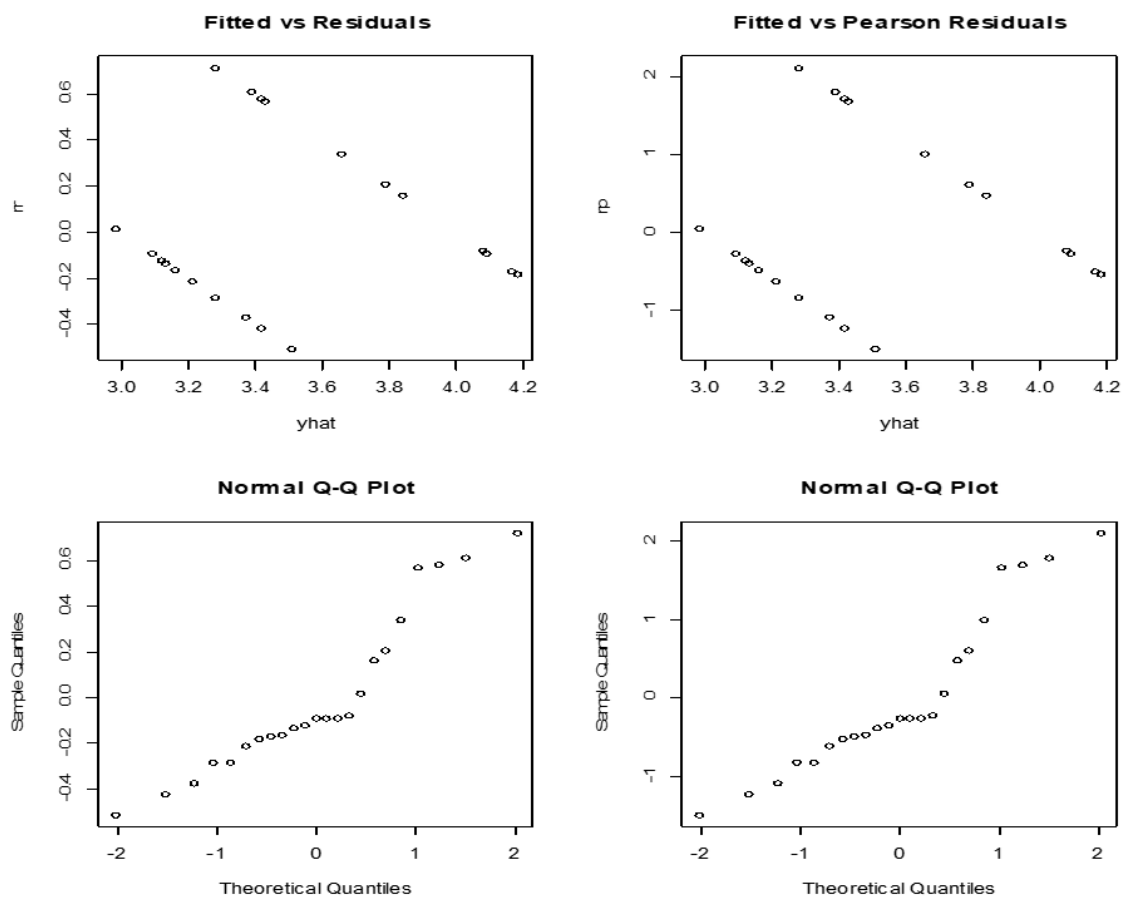 Fitted vs Residuals
rr
0.6
0.4
0.2
0.0
-0.2
-0.4
3.0 3.2 3.4 3.6 3.8 4.0 4.2
yhat
Fitted vs Pearson Residuals
rp
2
1
0
-1
3.0 3.2 3.4 3.6 3.8 4.0 4.2
yhat
Normal Q-Q Plot
Sample Quantiles
0.6
0.4
0.2
0.0
-0.2
-0.4
-2 -1 0 1 2
Theoretical Quantiles
Normal Q-Q Plot
Sample Quantiles
2
1
0
-1
-2 -1 0 1 2
Theoretical Quantiles